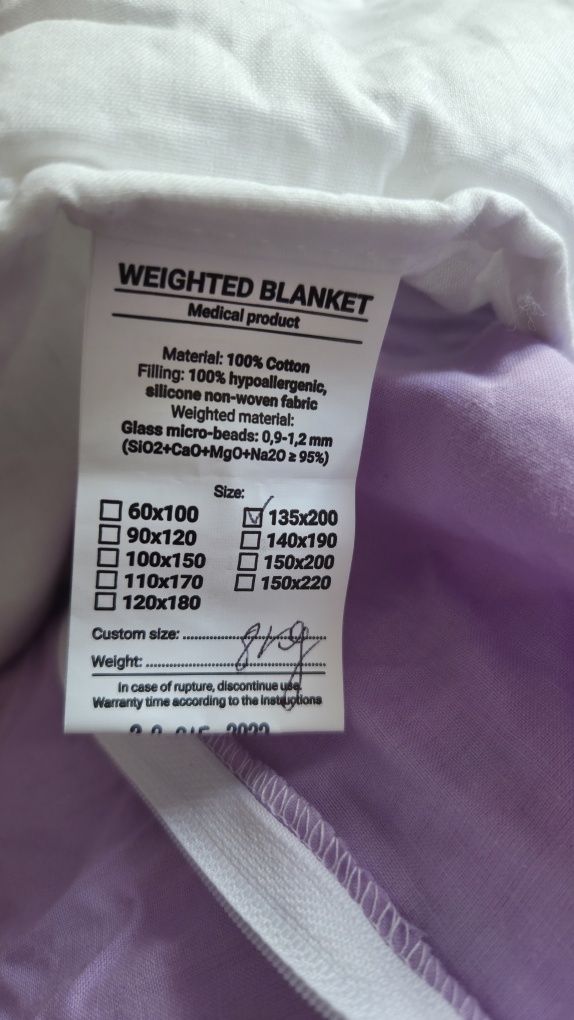 WEIGHTED BLANKET
Medical product
Material: 100% Cotton
Filling: 100% hypoallergenic,
silicone non-woven fabric
Weighted material:
Glass micro-beads: 0,9-1,2 mm
(SiO2+CaO+MgO+Na2O ≥ 95%)
Size:
60x100
90x120
100x150
110x170
120x180
135x200
140x190
150x200
150x220
Custom size:
Weight: 8kg
In case of rupture, discontinue use.
Warranty time according to the instructions